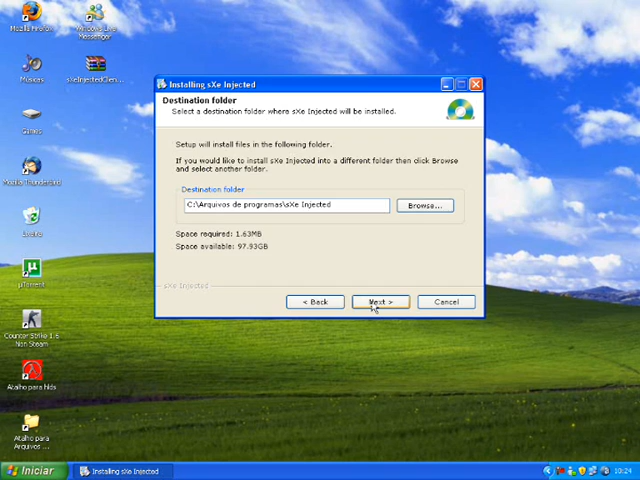 Mozilla Firefox
Windows Live
Messenger
Músicas
sXeInjectedClien...
Games
Mozilla Thunderbird
Lixeira
µTorrent
Counter Strike 1.6
Non Steam
Atalho para hlds
Atalho para
Arquivos ...
Installing sXe Injected
Destination folder
Select a destination folder where sXe Injected will be installed.
Setup will install files in the following folder.
If you would like to install sXe Injected into a different folder then click Browse
and select another folder.
Destination folder
C:\Arquivos de programas\sXe Injected
Browse...
Space required: 1.63MB
Space available: 97.93GB
sXe Injected
< Back
Next >
Cancel
Iniciar
Installing sXe Injected
10:24